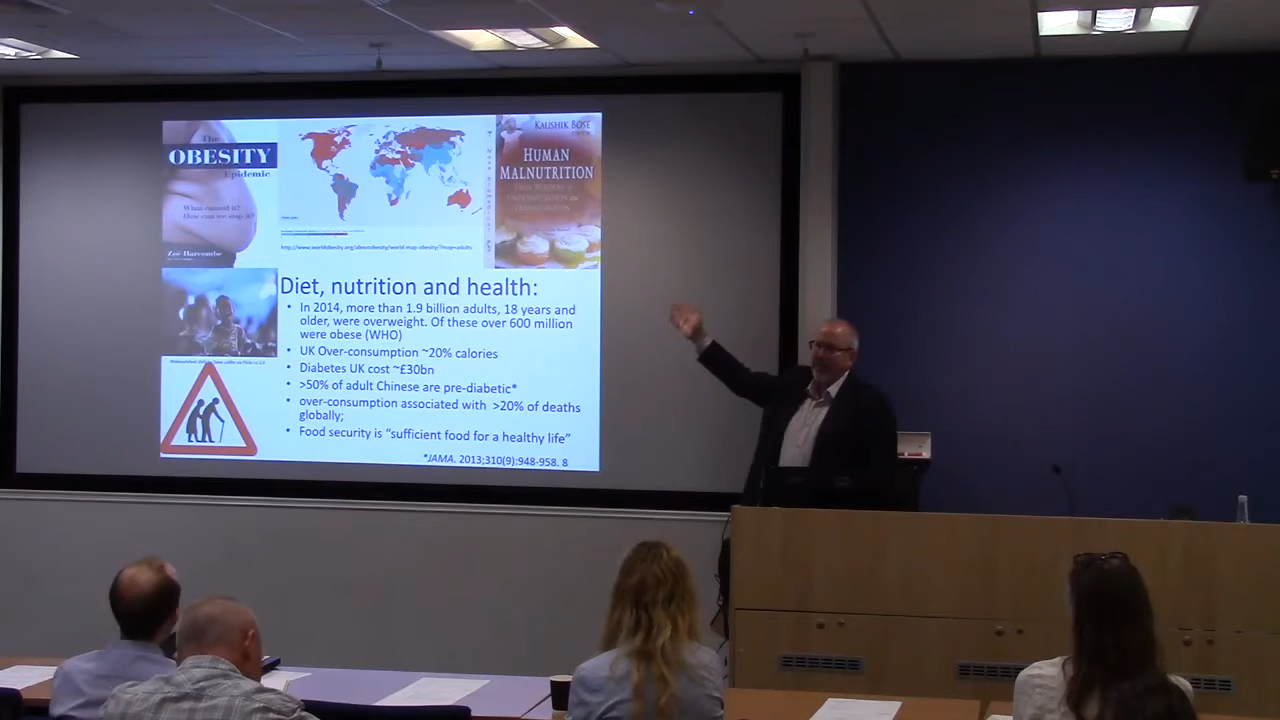 The
OBESITY
Epidemic
What caused it?
How can we stop it?
Zoë Harcombe
KAUSHIK BOSE
HUMAN
MALNUTRITION
http://www.worldobesity.org/aboutobesity/world-map-obesity/?map=adults
Diet, nutrition and health:
• In 2014, more than 1.9 billion adults, 18 years and
older, were overweight. Of these over 600 million
were obese (WHO)
• UK Over-consumption ~20% calories
• Diabetes UK cost ~£30bn
• >50% of adult Chinese are pre-diabetic*
• over-consumption associated with >20% of deaths
globally;
• Food security is “sufficient food for a healthy life”
*JAMA. 2013;310(9):948-958. 8